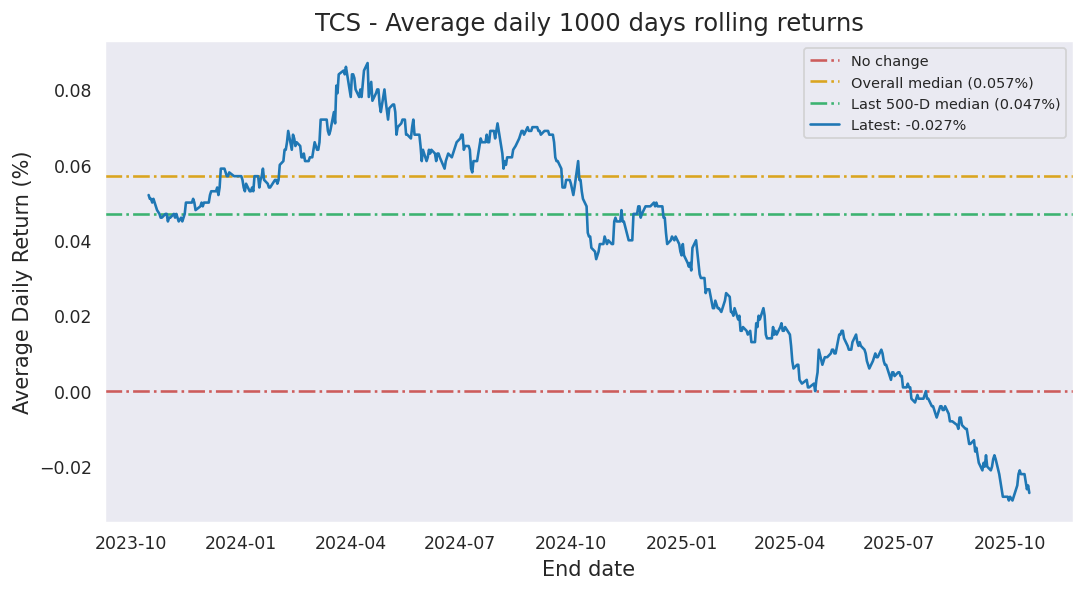 TCS - Average daily 1000 days rolling returns
No change
Overall median (0.057%)
Last 500-D median (0.047%)
Latest: -0.027%
Average Daily Return (%)
0.08
0.06
0.04
0.02
0.00
−0.02
2023-10 2024-01 2024-04 2024-07 2024-10 2025-01 2025-04 2025-07 2025-10
End date